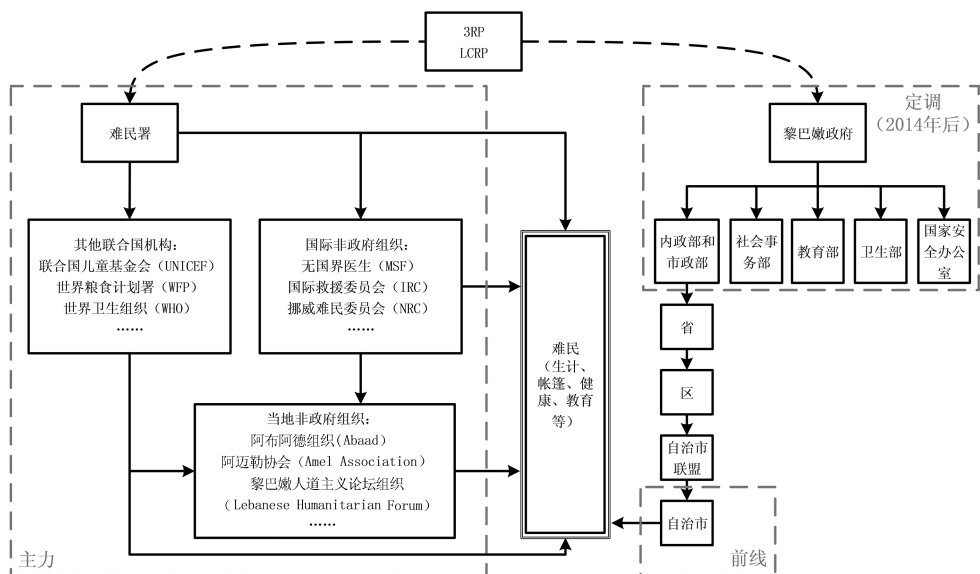 3RP
LCRP
难民署
定调
（2014年后）
黎巴嫩政府
其他联合国机构：
联合国儿童基金会（UNICEF）
世界粮食计划署（WFP）
世界卫生组织（WHO）
……
国际非政府组织：
无国界医生（MSF）
国际救援委员会（IRC）
挪威难民委员会（NRC）
……
内政部和
市政部
社会事
务部
教育部
卫生部
国家安
全办公
室
难民
（生计、
帐篷、健
康、教育
等）
省
区
自治市
联盟
自治市
当地非政府组织：
阿布阿德组织(Abaad）
阿迈勒协会（Amel Association）
黎巴嫩人道主义论坛组织
（Lebanese Humanitarian Forum）
……
主力
前线